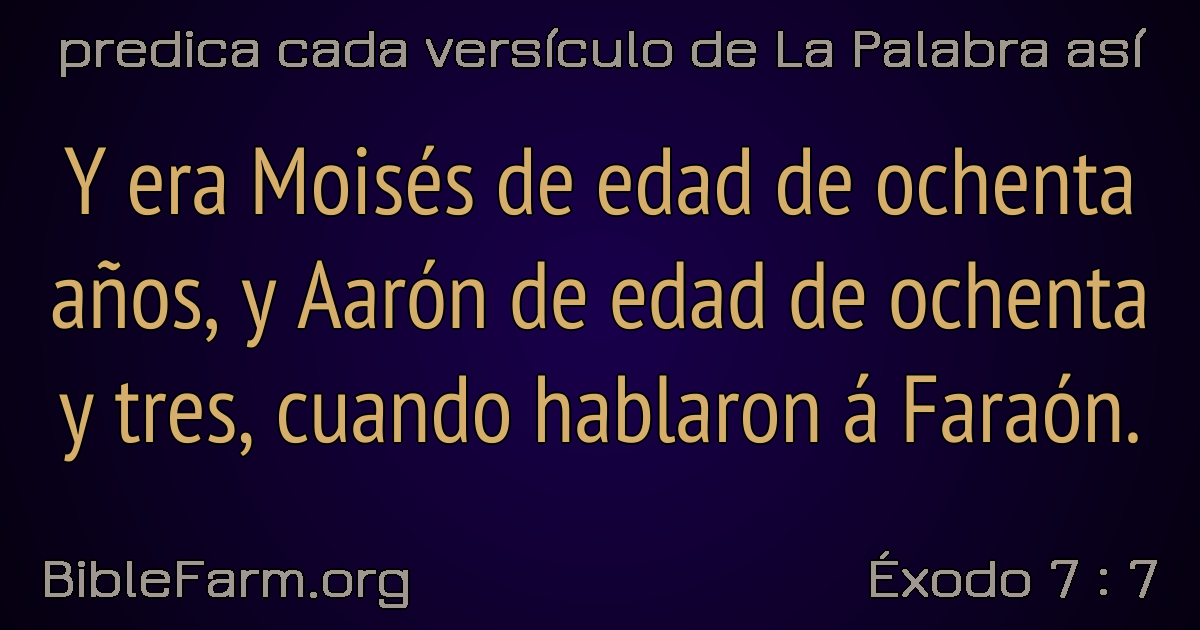 predica cada versículo de La Palabra así
Y era Moisés de edad de ochenta
años, y Aarón de edad de ochenta
y tres, cuando hablaron á Faraón.
BibleFarm.org
Éxodo 7 : 7